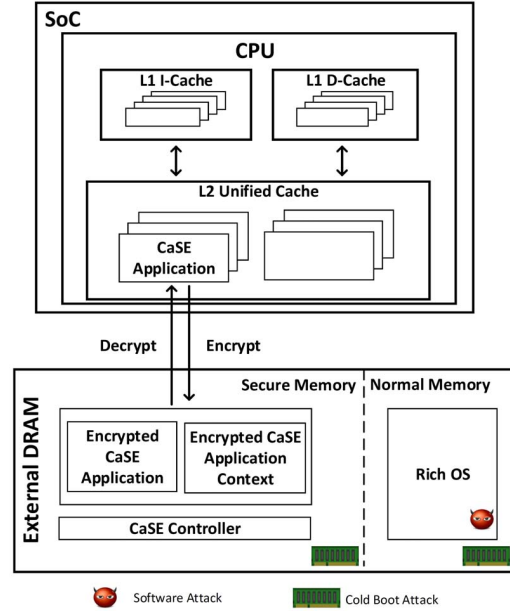 SoC
CPU
L1 I-Cache
L1 D-Cache
L2 Unified Cache
CaSE
Application
Decrypt
Encrypt
External DRAM
Secure Memory
Normal Memory
Encrypted
CaSE
Application
Encrypted CaSE
Application
Context
Rich OS
CaSE Controller
Software Attack
Cold Boot Attack